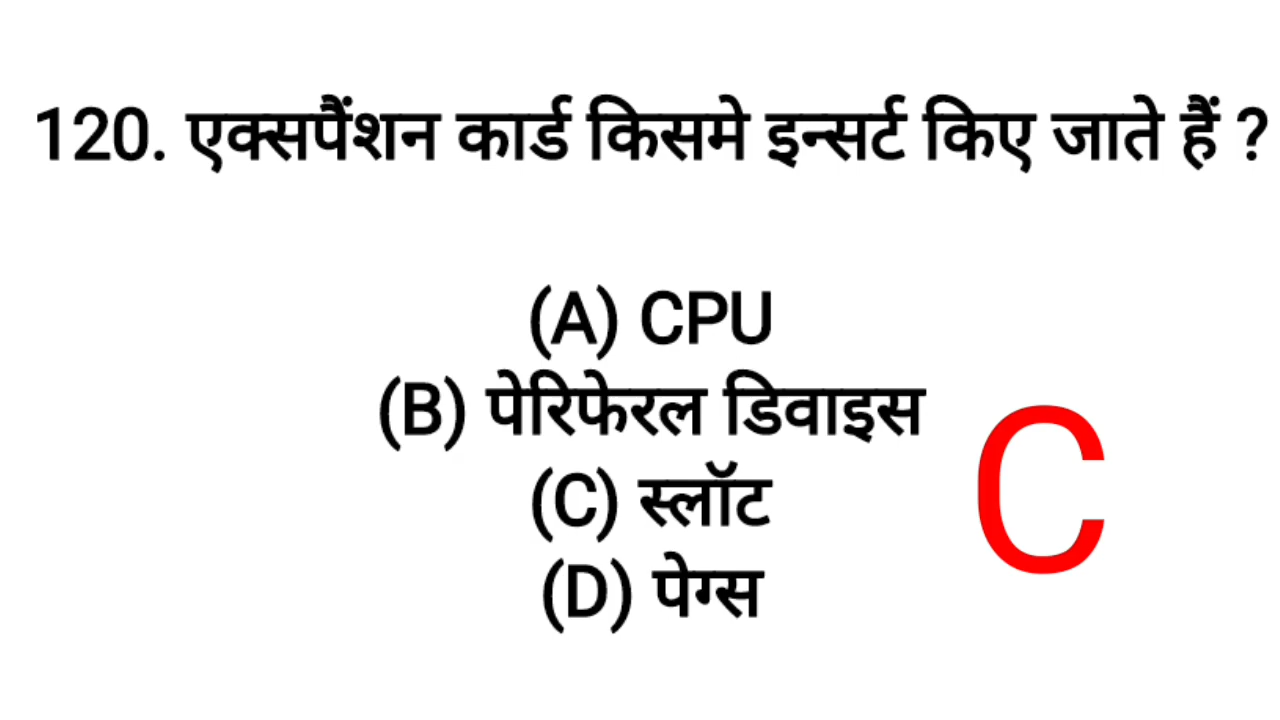 120. एक्सपैंशन कार्ड किसमे इन्सर्ट किए जाते हैं ?
(A) CPU
(B) पेरिफेरल डिवाइस
(C) स्लॉट
(D) पेग्स
C